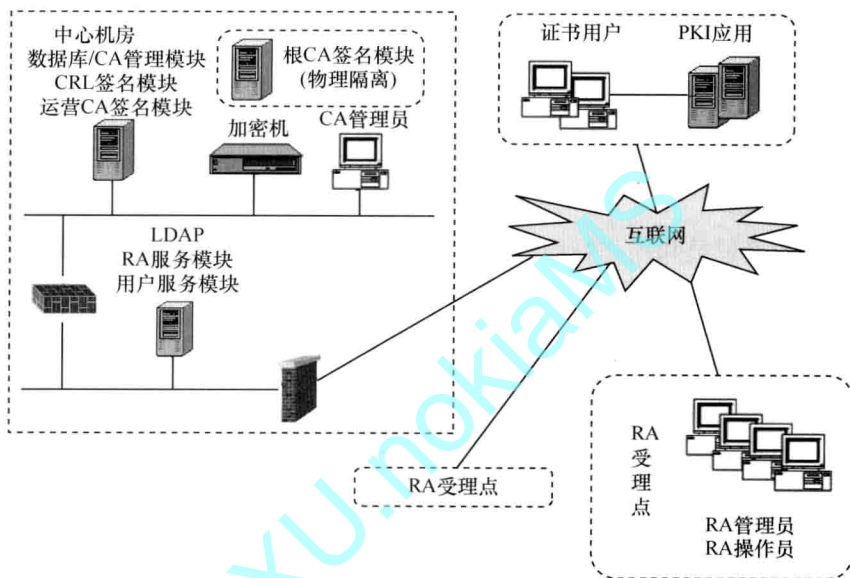 中心机房
数据库/CA管理模块
CRL签名模块
运营CA签名模块
根CA签名模块
(物理隔离)
加密机
CA管理员
LDAP
RA服务模块
用户服务模块
证书用户
PKI应用
互联网
RA受理点
RA
受
理
点
RA管理员
RA操作员
XU.nokiaMS